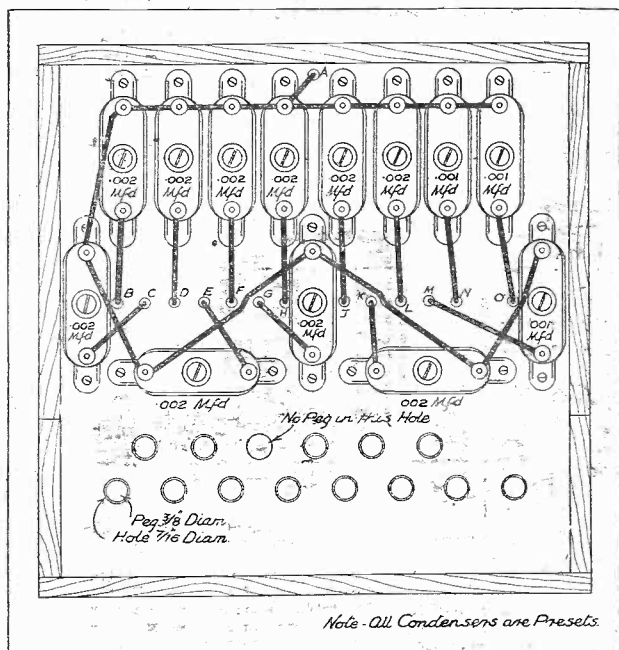 A
.002 Mfd
.002 Mfd
.002 Mfd
.002 Mfd
.002 Mfd
.002 Mfd
.001 Mfd
.001 Mfd
B C D E F G H J K L M N O
.002 Mfd
.002 Mfd
.001 Mfd
.002 Mfd
.002 Mfd
No Peg in this Hole
Peg 3/8" Diam
Hole 7/16" Diam.
Note - All Condensers are Presets.